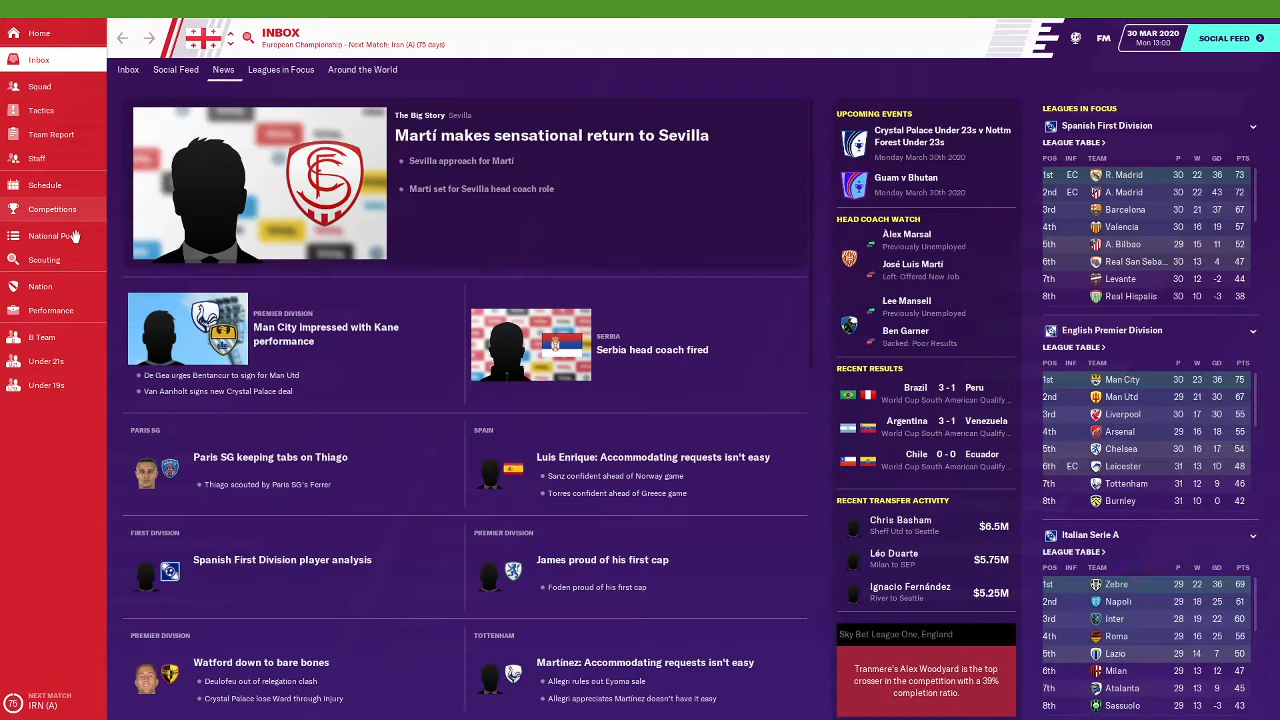 Home
Inbox
Squad
Tactics
Team Report
Staff
Schedule
Competitions
National Po
Scouting
Nation
Performance
B Team
Under 21s
Under 19s
75
NEXT MATCH
IRN (A)
INBOX
European Championship - Next Match: Iran (A) (75 days)
FM
30 MAR 2020
Mon 13:00
SOCIAL FEED
Inbox Social Feed News Leagues in Focus Around the World
The Big Story Sevilla
Martí makes sensational return to Sevilla
Sevilla approach for Martí
Martí set for Sevilla head coach role
PREMIER DIVISION
Man City impressed with Kane
performance
De Gea urges Bentancur to sign for Man Utd
Van Aanholt signs new Crystal Palace deal
SERBIA
Serbia head coach fired
PARIS SG
Paris SG keeping tabs on Thiago
Thiago scouted by Paris SG's Ferrer
SPAIN
Luis Enrique: Accommodating requests isn't easy
Sanz confident ahead of Norway game
Torres confident ahead of Greece game
FIRST DIVISION
Spanish First Division player analysis
PREMIER DIVISION
James proud of his first cap
Foden proud of his first cap
PREMIER DIVISION
Watford down to bare bones
Deulofeu out of relegation clash
Crystal Palace lose Ward through injury
TOTTENHAM
Martínez: Accommodating requests isn't easy
Allegri rules out Eyoma sale
Allegri appreciates Martínez doesn't have it easy
UPCOMING EVENTS
Crystal Palace Under 23s v Nottm
Forest Under 23s
Monday March 30th 2020
Guam v Bhutan
Monday March 30th 2020
HEAD COACH WATCH
Àlex Marsal
Previously Unemployed
José Luis Martí
Left: Offered New Job
Lee Mansell
Previously Unemployed
Ben Garner
Sacked: Poor Results
RECENT RESULTS
Brazil 3 - 1 Peru
World Cup South American Qualify...
Argentina 3 - 1 Venezuela
World Cup South American Qualify...
Chile 0 - 0 Ecuador
World Cup South American Qualify...
RECENT TRANSFER ACTIVITY
Chris Basham
Sheff Utd to Seattle
$6.5M
Léo Duarte
Milan to SEP
$5.75M
Ignacio Fernández
River to Seattle
$5.25M
Sky Bet League One, England
Tranmere's Alex Woodyard is the top
crosser in the competition with a 39%
completion ratio.
LEAGUES IN FOCUS
Spanish First Division
LEAGUE TABLE >
POS INF TEAM P W GD PTS
1st EC R. Madrid 30 22 36 73
2nd A. Madrid 30 22 43 72
3rd Barcelona 30 21 37 67
4th Valencia 30 16 19 57
5th A. Bilbao 29 15 11 52
6th Real San Seba... 30 13 4 47
7th Levante 30 12 -2 44
8th Real Hispalis 30 10 -3 38
English Premier Division
LEAGUE TABLE >
POS INF TEAM P W GD PTS
1st Man City 30 23 36 75
2nd Man Utd 29 21 30 67
3rd Liverpool 30 17 30 55
4th Arsenal 29 16 18 55
5th Chelsea 30 16 17 54
6th EC Leicester 31 13 10 48
7th Tottenham 31 12 9 46
8th Burnley 31 10 0 42
Italian Serie A
LEAGUE TABLE >
POS INF TEAM P W GD PTS
1st Zebre 29 22 36 69
2nd Napoli 29 18 25 61
3rd Inter 28 19 22 60
4th Roma 29 16 25 56
5th Lazio 29 14 7 50
6th Milan 29 13 12 47
7th Atalanta 29 13 9 45
8th Sassuolo 29 13 2 43